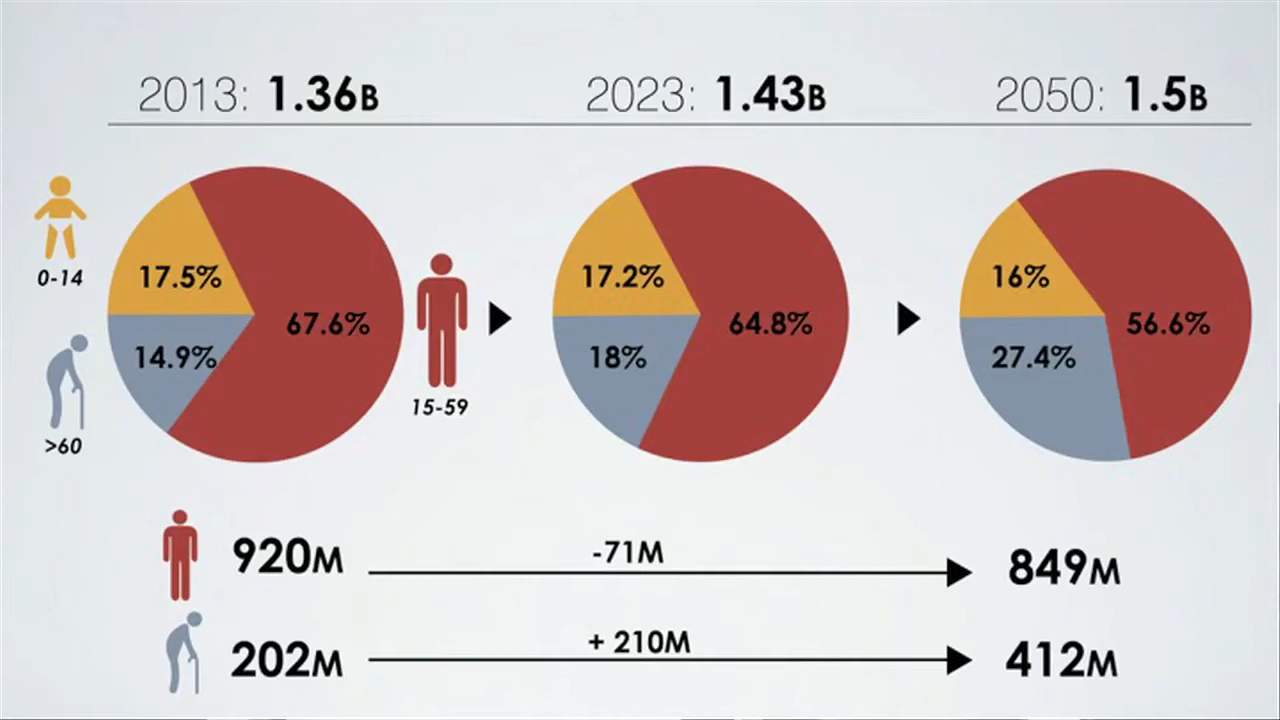 2013: 1.36B
2023: 1.43B
2050: 1.5B
0-14
17.5%
67.6%
14.9%
>60
15-59
17.2%
64.8%
18%
16%
56.6%
27.4%
920M
-71M
849M
202M
+ 210M
412M